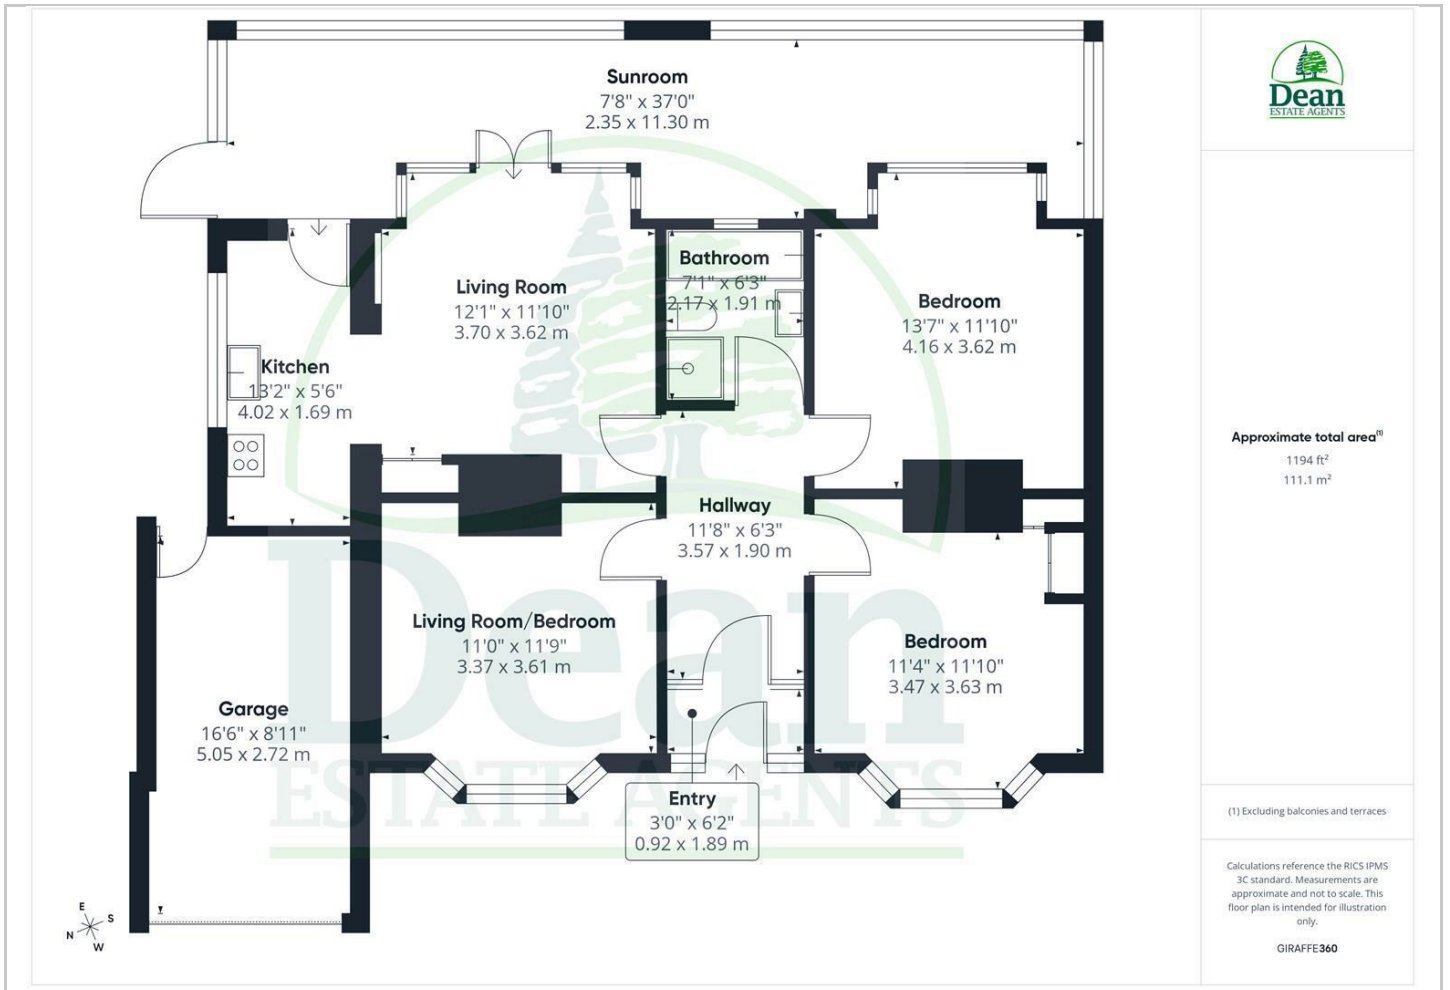 Sunroom
7'8" x 37'0"
2.35 x 11.30 m
Bathroom
7'1" x 6'3"
2.17 x 1.91 m
Living Room
12'1" x 11'10"
3.70 x 3.62 m
Bedroom
13'7" x 11'10"
4.16 x 3.62 m
Kitchen
13'2" x 5'6"
4.02 x 1.69 m
Hallway
11'8" x 6'3"
3.57 x 1.90 m
Living Room/Bedroom
11'0" x 11'9"
3.37 x 3.61 m
Bedroom
11'4" x 11'10"
3.47 x 3.63 m
Garage
16'6" x 8'11"
5.05 x 2.72 m
Entry
3'0" x 6'2"
0.92 x 1.89 m
Dean
ESTATE AGENTS
E
S
N
W
Dean
ESTATE AGENTS
Approximate total area⁽¹⁾
1194 ft²
111.1 m²
(1) Excluding balconies and terraces
Calculations reference the RICS IPMS
3C standard. Measurements are
approximate and not to scale. This
floor plan is intended for illustration
only.
GIRAFFE360